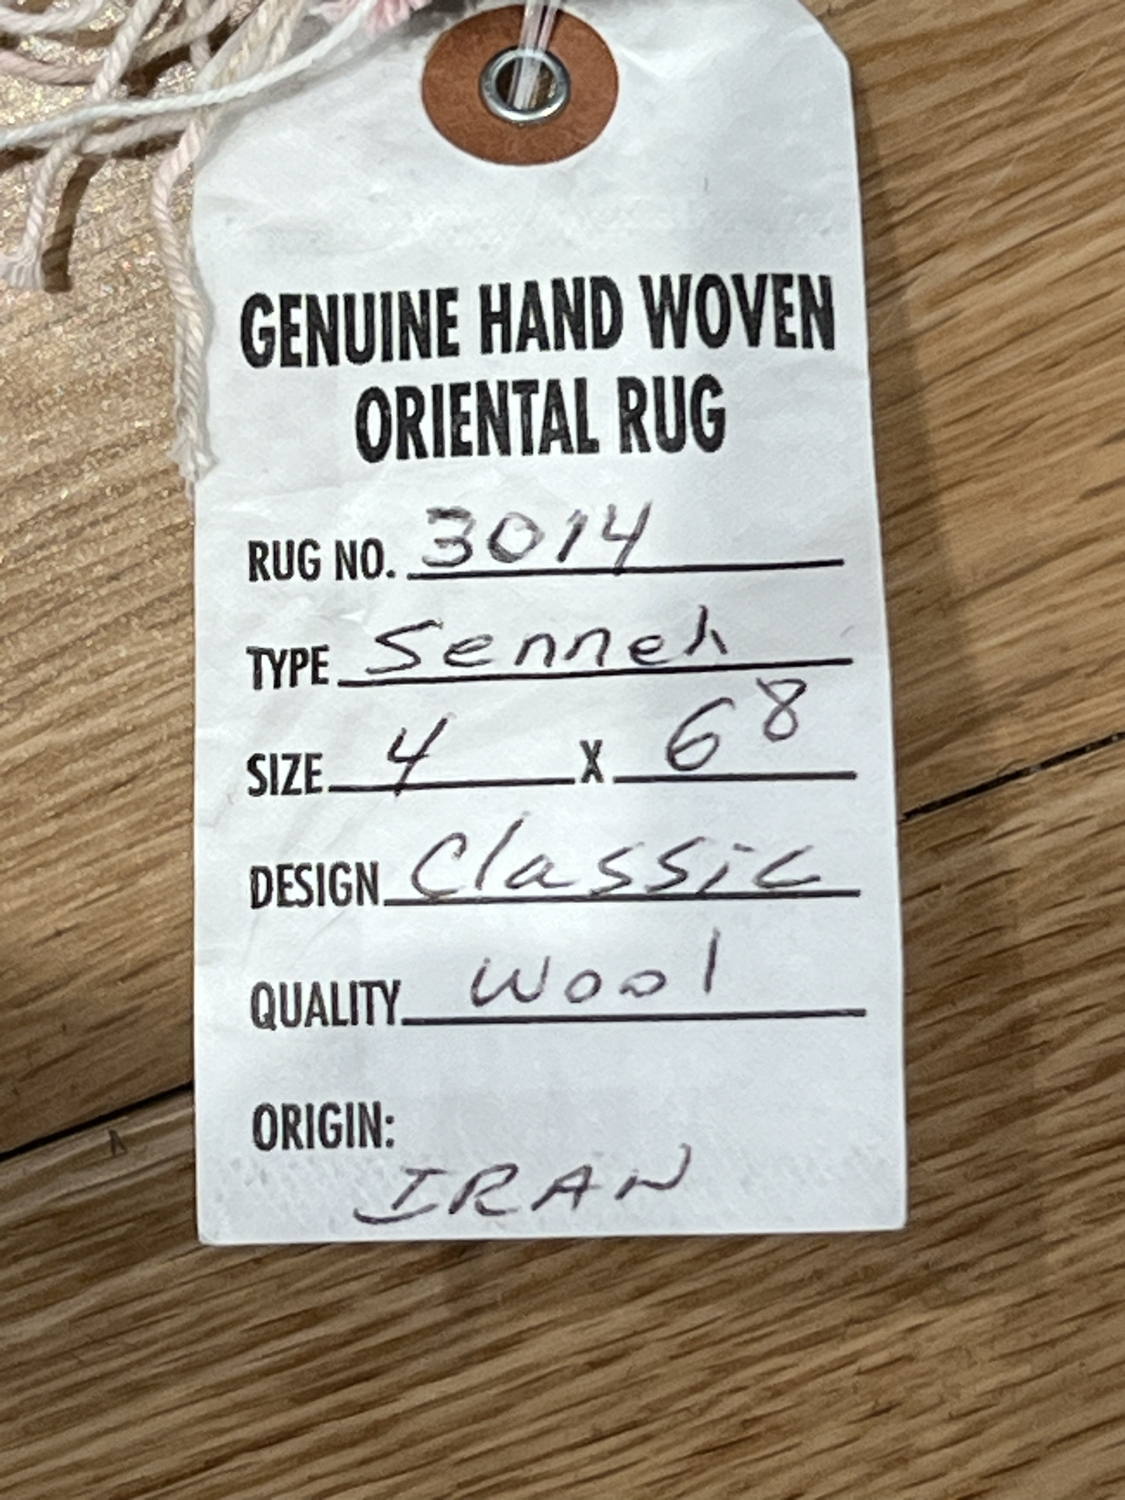 GENUINE HAND WOVEN
ORIENTAL RUG
RUG NO. 3014
TYPE Senneh
SIZE 4 X 6 8
DESIGN Classic
QUALITY Wool
ORIGIN:
IRAN